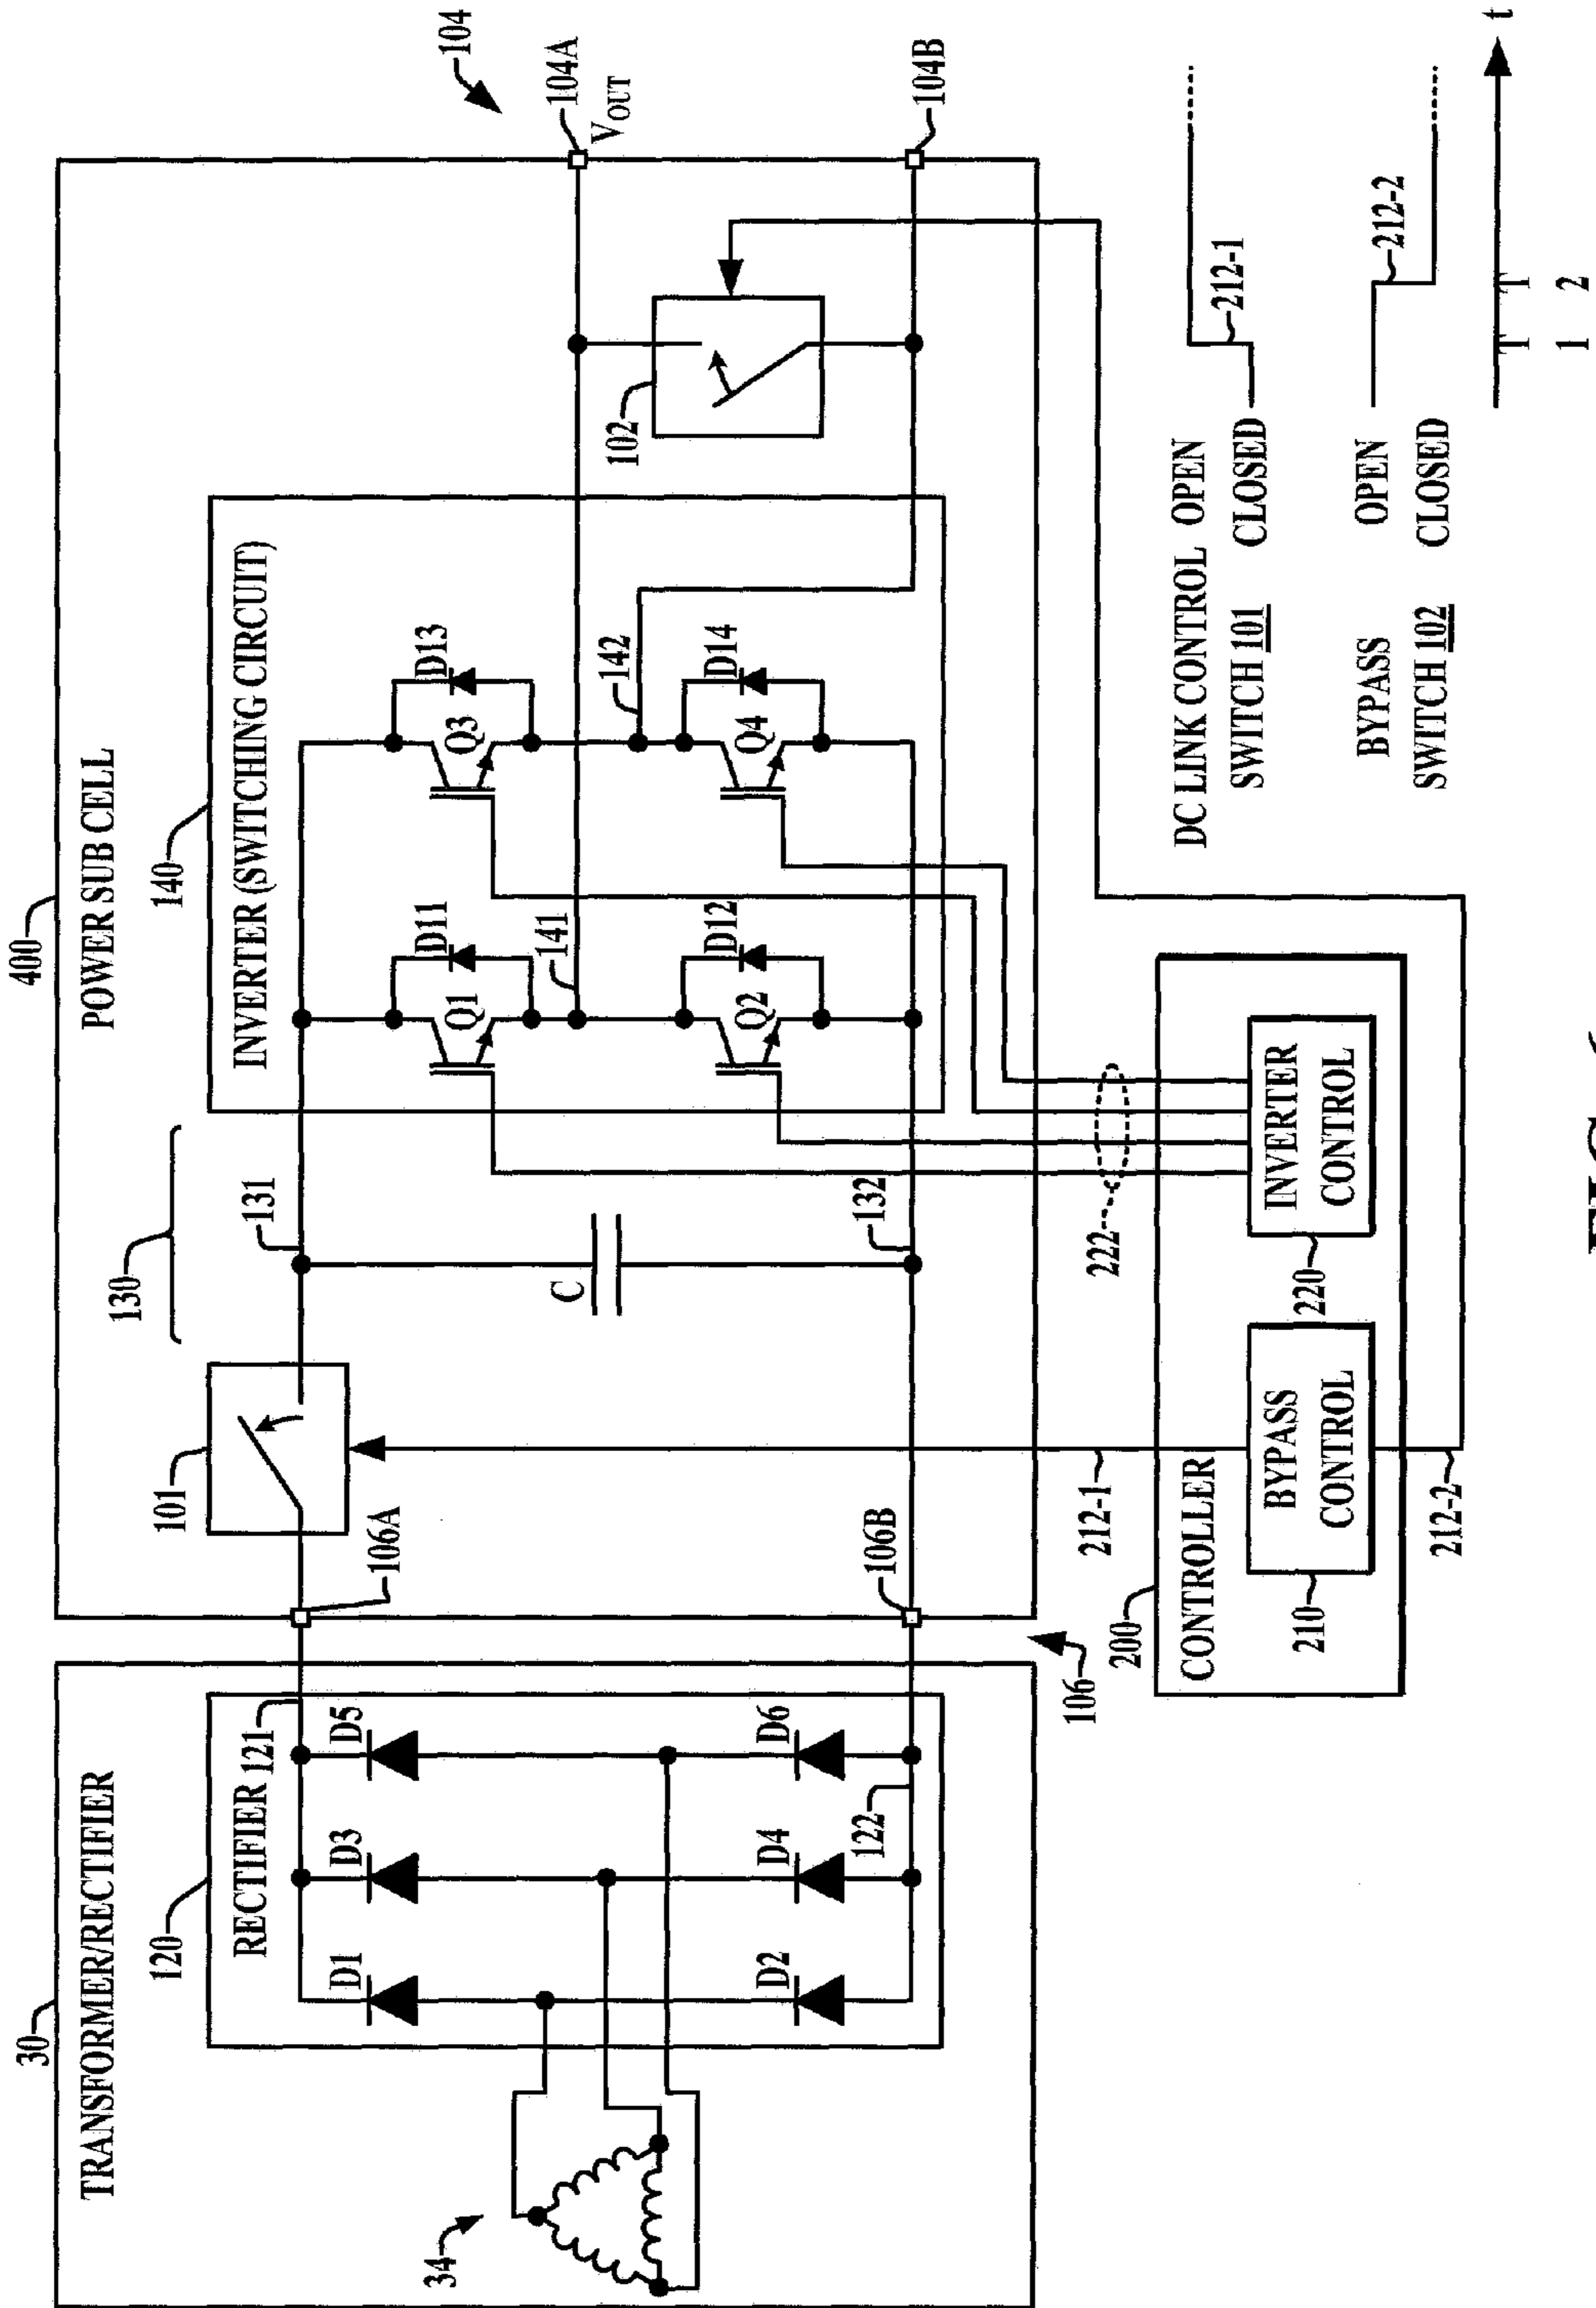 400
POWER SUB CELL
30
TRANSFORMER/RECTIFIER
120
RECTIFIER
121
D1
D3
D5
D2
D4
D6
122
34
106
106A
106B
101
130
131
C
132
140
INVERTER (SWITCHING CIRCUIT)
Q1
D11
Q3
D13
141
142
Q2
D12
Q4
D14
102
104
104A
VOUT
104B
222
200
CONTROLLER
212-1
BYPASS
CONTROL
210
INVERTER
CONTROL
220
212-2
DC LINK CONTROL OPEN
SWITCH 101 CLOSED
212-1
BYPASS OPEN
SWITCH 102 CLOSED
212-2
T T
1 2
t